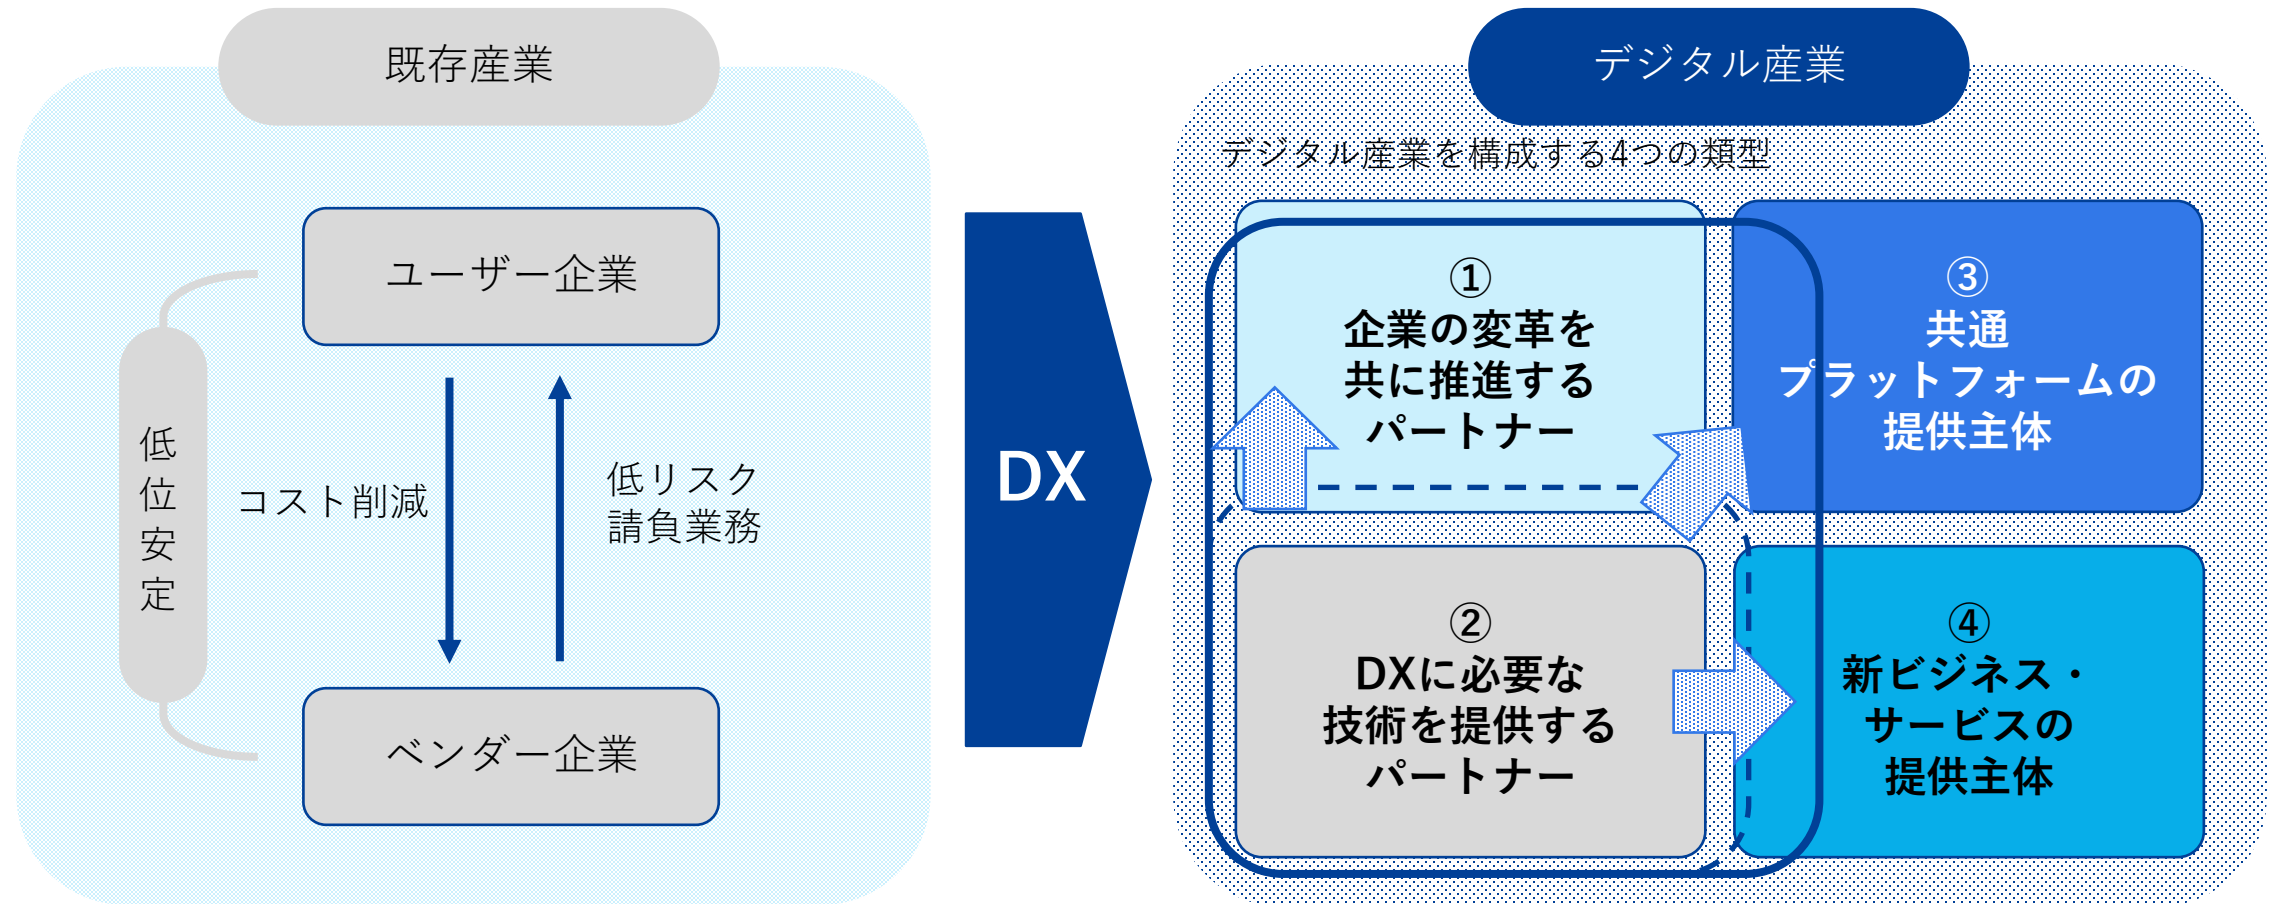 既存産業
ユーザー企業
低位安定
コスト削減
低リスク
請負業務
ベンダー企業
DX
デジタル産業
デジタル産業を構成する4つの類型
①
企業の変革を
共に推進する
パートナー
②
DXに必要な
技術を提供する
パートナー
③
共通
プラットフォームの
提供主体
④
新ビジネス・
サービスの
提供主体